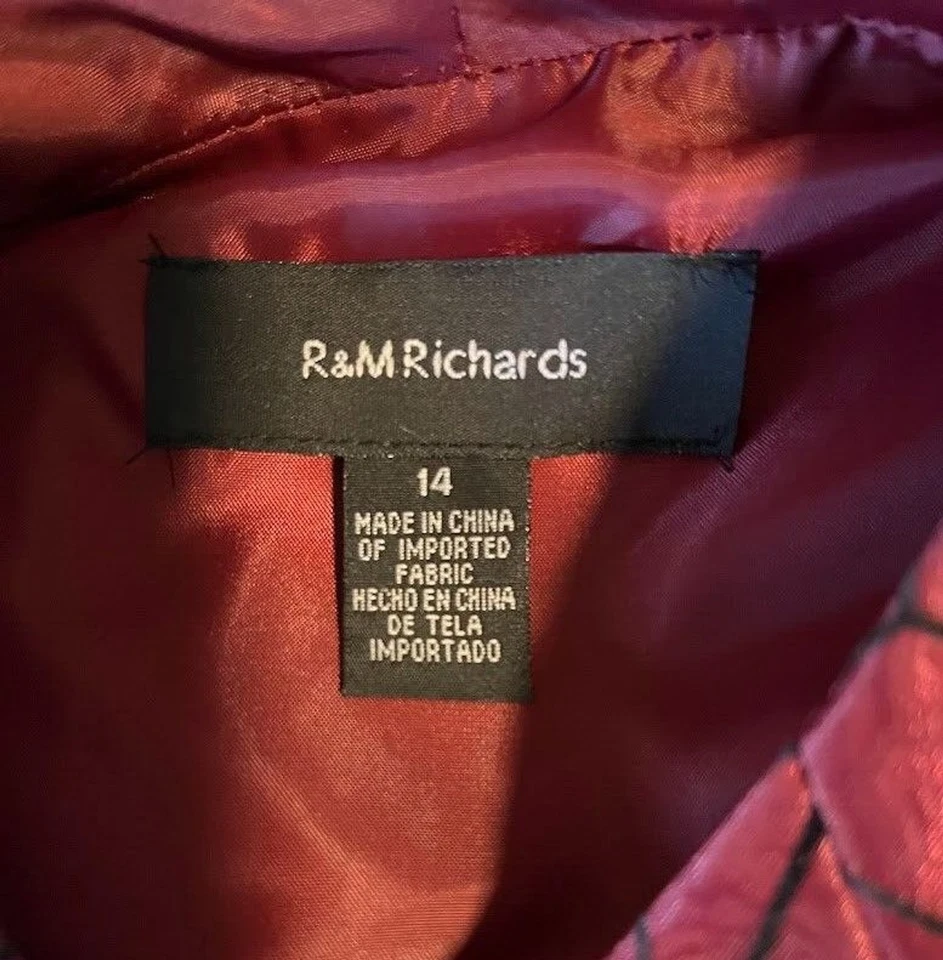 R&M Richards
14
MADE IN CHINA
OF IMPORTED
FABRIC
HECHO EN CHINA
DE TELA
IMPORTADO